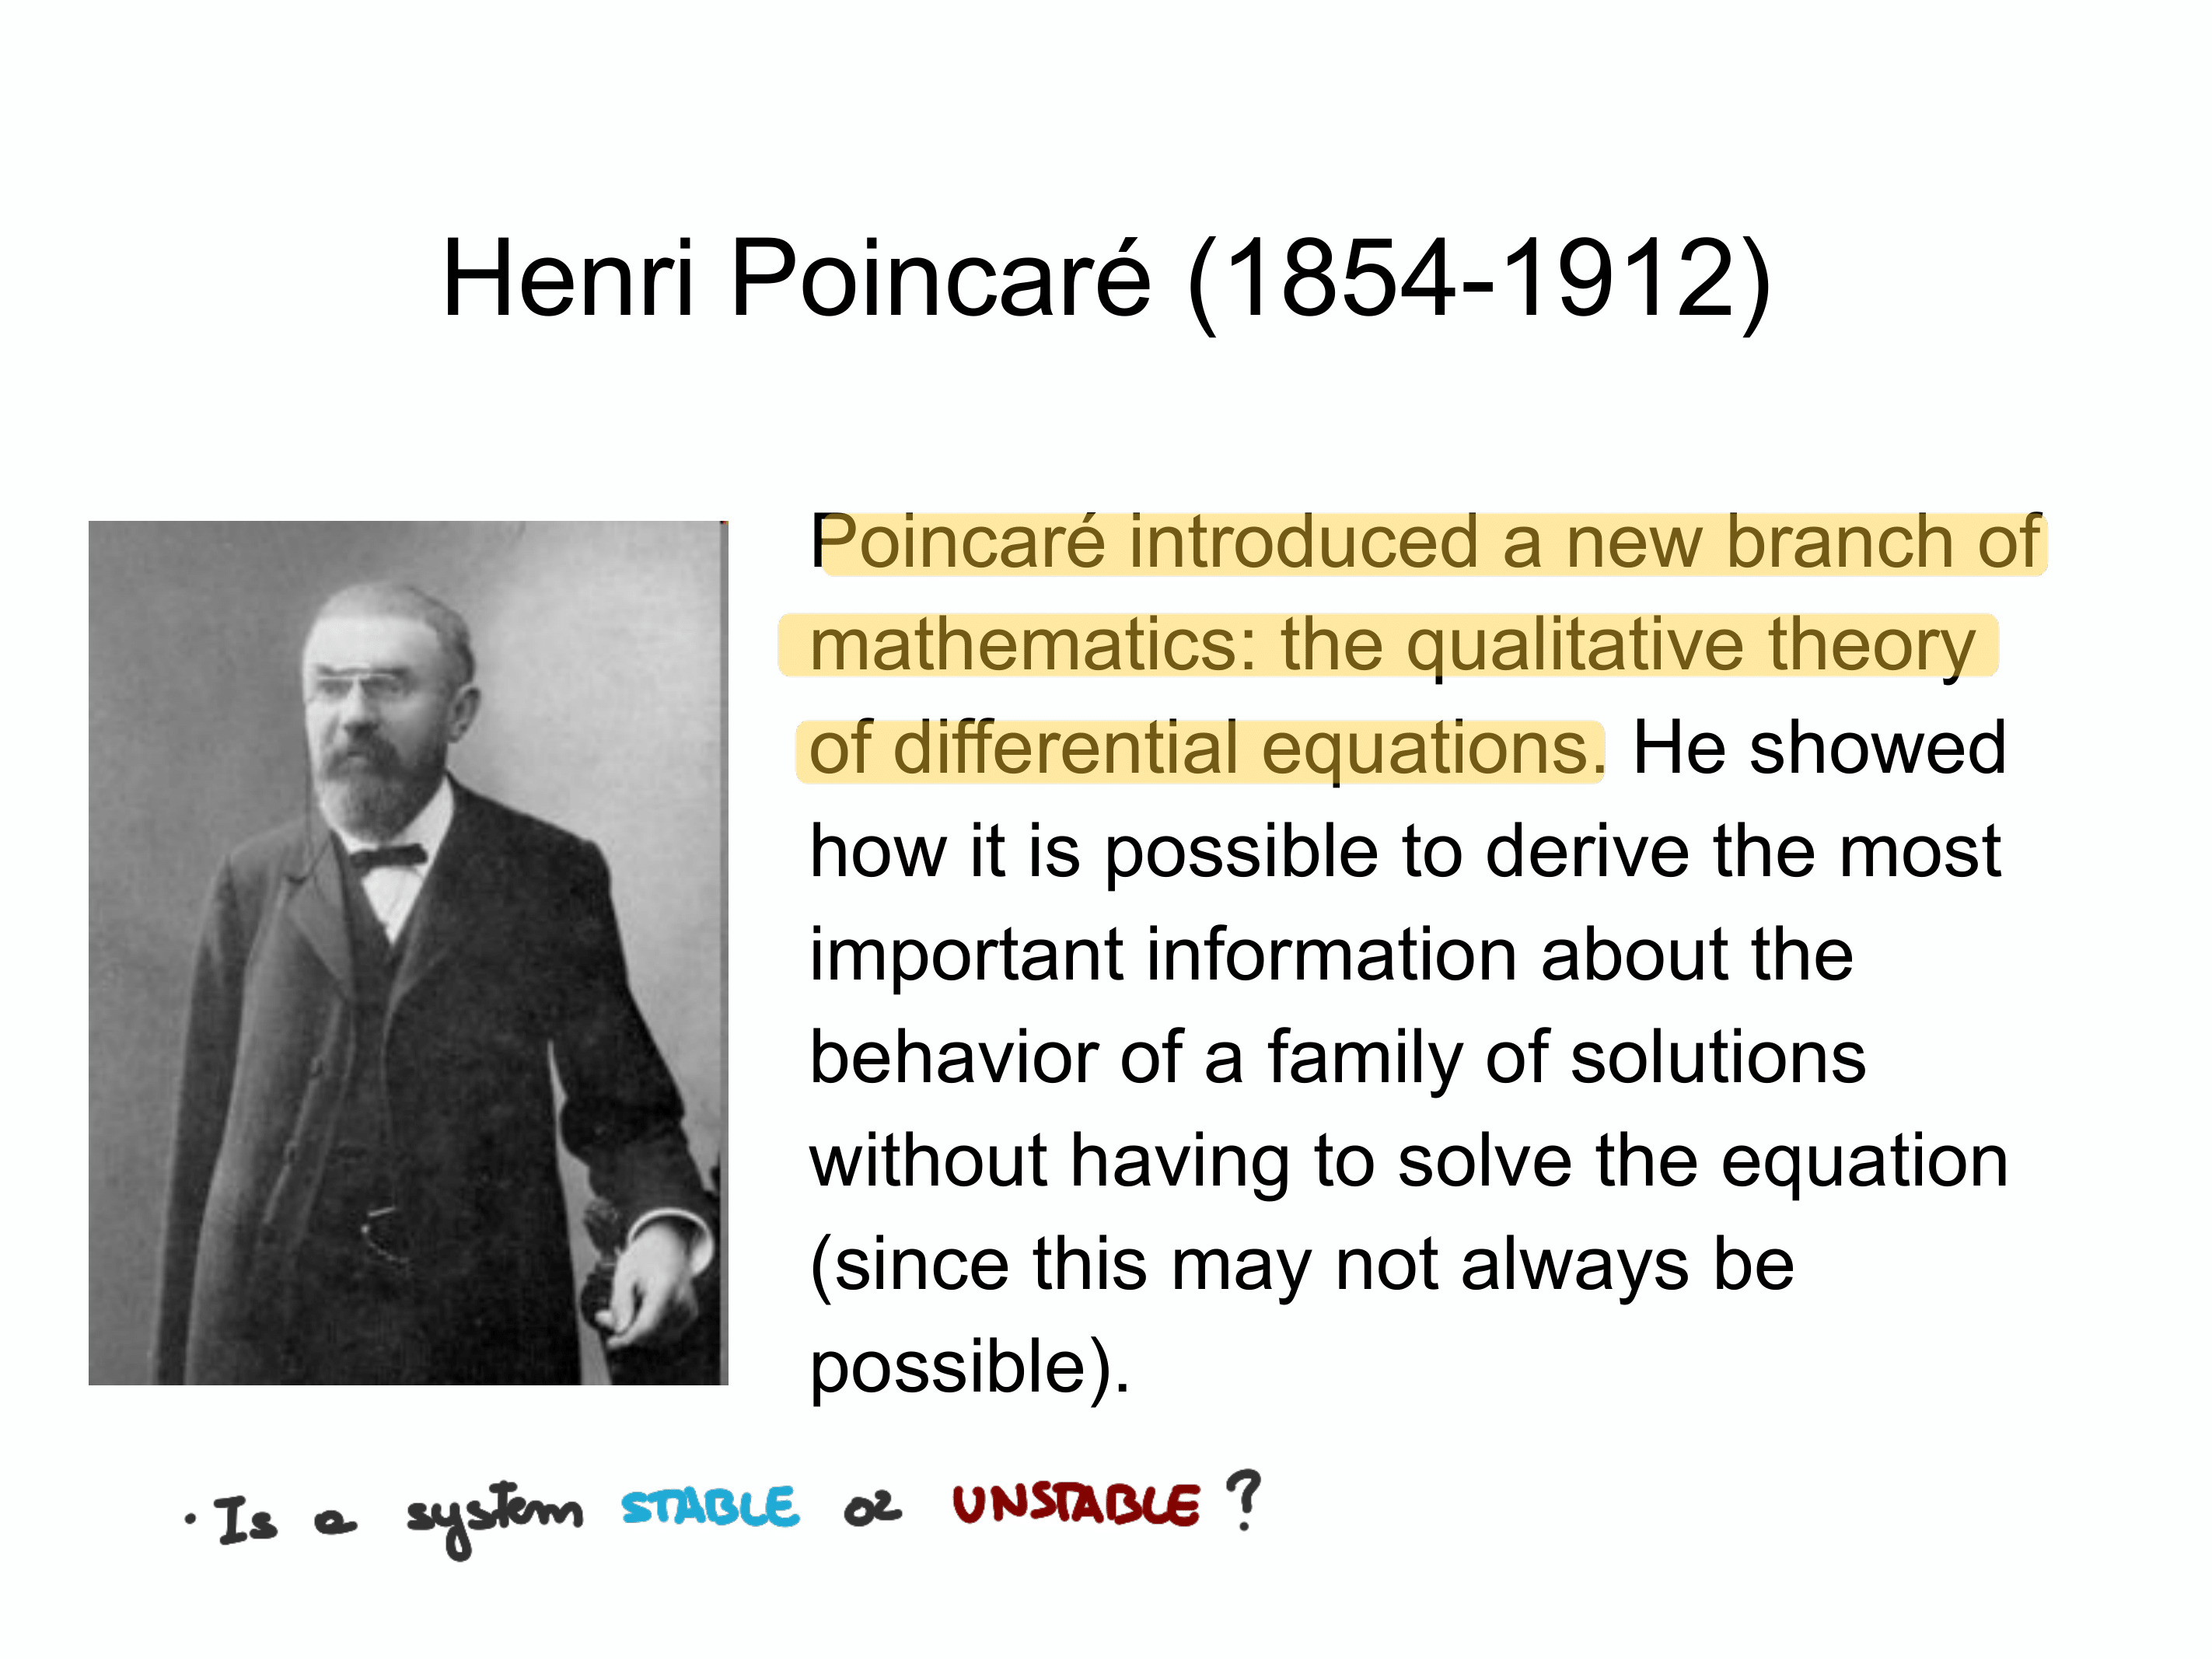 Henri Poincaré (1854-1912)
Poincaré introduced a new branch of
mathematics: the qualitative theory
of differential equations. He showed
how it is possible to derive the most
important information about the
behavior of a family of solutions
without having to solve the equation
(since this may not always be
possible).
· Is a system STABLE or UNSTABLE ?